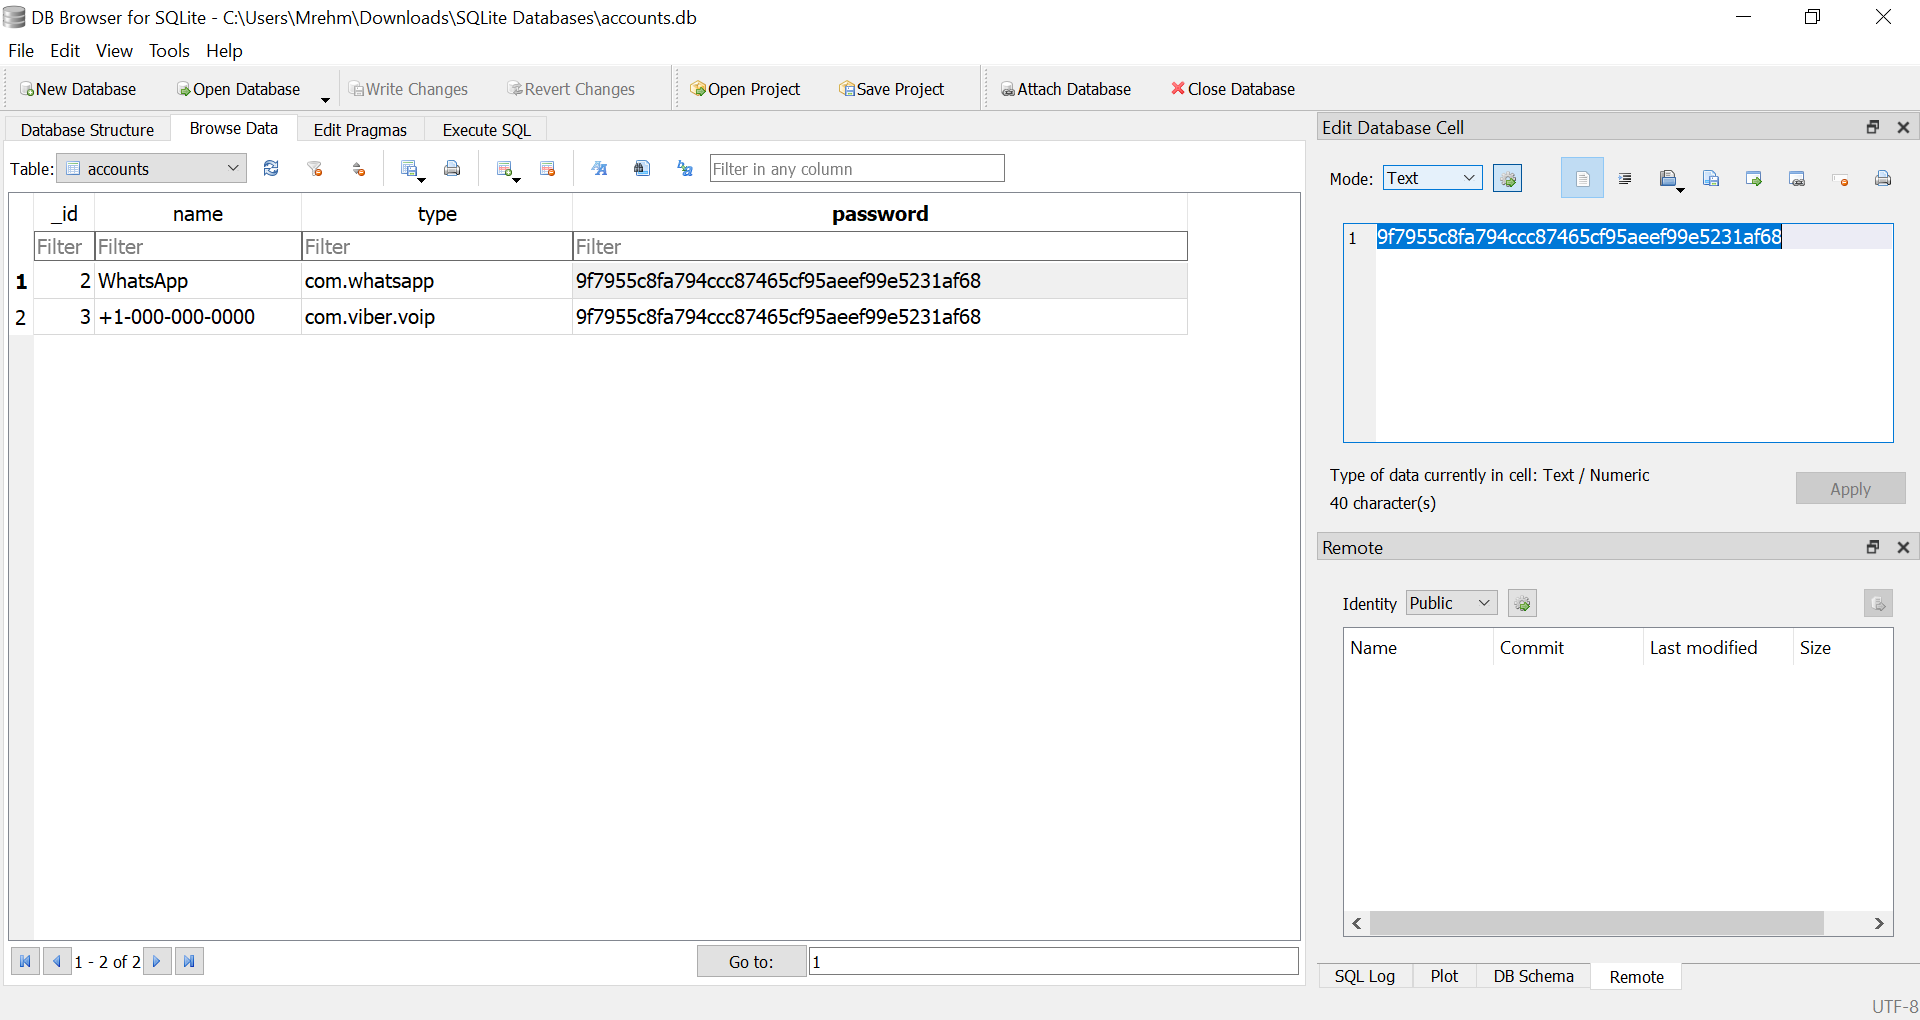 DB Browser for SQLite - C:\Users\Mrehm\Downloads\SQLite Databases\accounts.db
File Edit View Tools Help
New Database Open Database Write Changes Revert Changes Open Project Save Project Attach Database Close Database
Database Structure Browse Data Edit Pragmas Execute SQL
Table: accounts Filter in any column
_id name type password
Filter Filter Filter Filter
1 2 WhatsApp com.whatsapp 9f7955c8fa794ccc87465cf95aeef99e5231af68
2 3 +1-000-000-0000 com.viber.voip 9f7955c8fa794ccc87465cf95aeef99e5231af68
1 - 2 of 2 Go to: 1
Edit Database Cell
Mode: Text
1 9f7955c8fa794ccc87465cf95aeef99e5231af68
Type of data currently in cell: Text / Numeric
40 character(s)
Apply
Remote
Identity Public
Name Commit Last modified Size
SQL Log Plot DB Schema Remote
UTF-8